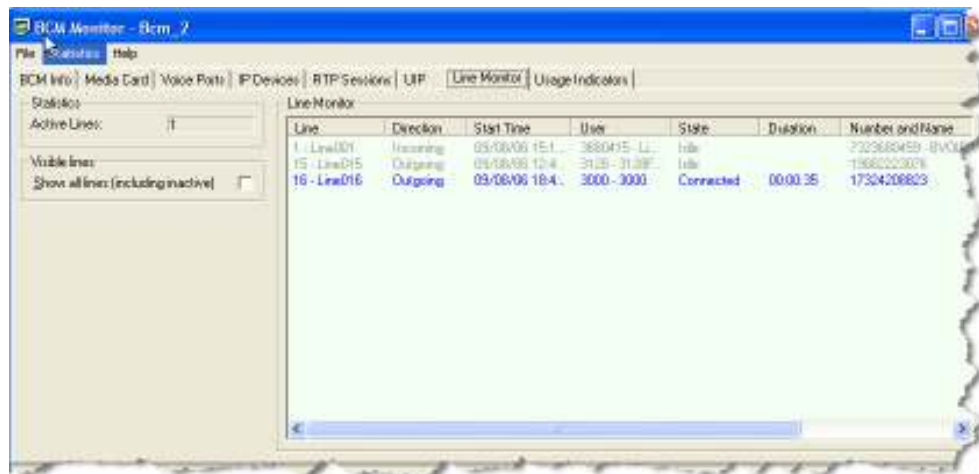 BCM Monitor - Bcm_2
File Statistics Help
BCM Info Media Card Voice Ports IP Devices RTP Sessions UIP Line Monitor Usage Indicators
Statistics
Active Lines: 1
Visible lines
Show all lines (including inactive)
Line Monitor
Line Direction Start Time User State Duration Number and Name
1 - Line001 Incoming 09/08/06 15:1... 3680415 - Li... Idle
15 - Line015 Outgoing 09/08/06 12:4... Idle
16 - Line016 Outgoing 09/08/06 18:4... 3000 - 3000 Connected 00:00:35 17324208823